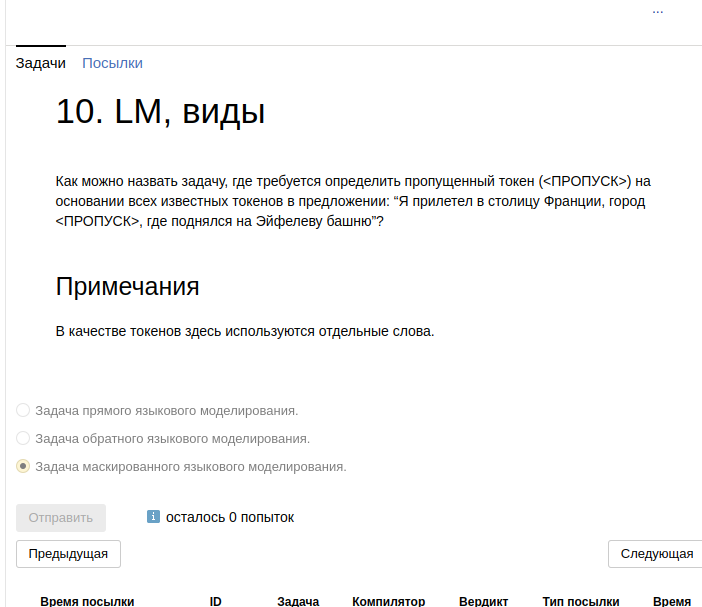 ...
Задачи Посылки
10. LM, виды
Как можно назвать задачу, где требуется определить пропущенный токен (<ПРОПУСК>) на
основании всех известных токенов в предложении: “Я прилетел в столицу Франции, город
<ПРОПУСК>, где поднялся на Эйфелеву башню”?
Примечания
В качестве токенов здесь используются отдельные слова.
Задача прямого языкового моделирования.
Задача обратного языкового моделирования.
Задача маскированного языкового моделирования.
Отправить i осталось 0 попыток
Предыдущая Следующая
Время посылки ID Задача Компилятор Вердикт Тип посылки Время